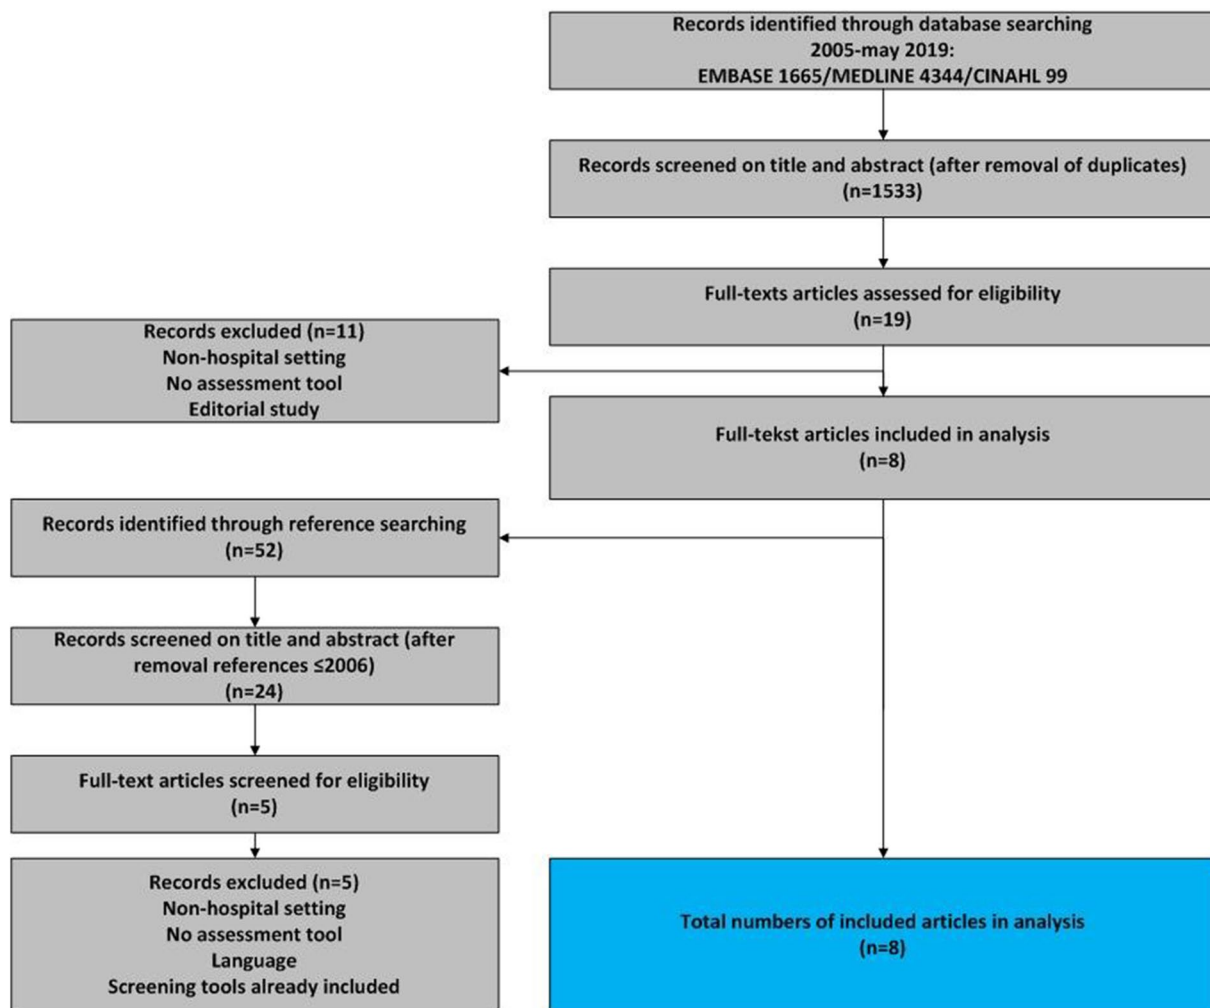 Records identified through database searching
2005-may 2019:
EMBASE 1665/MEDLINE 4344/CINAHL 99
Records screened on title and abstract (after removal of duplicates)
(n=1533)
Full-texts articles assessed for eligibility
(n=19)
Records excluded (n=11)
Non-hospital setting
No assessment tool
Editorial study
Full-tekst articles included in analysis
(n=8)
Records identified through reference searching
(n=52)
Records screened on title and abstract (after
removal references ≤2006)
(n=24)
Full-text articles screened for eligibility
(n=5)
Records excluded (n=5)
Non-hospital setting
No assessment tool
Language
Screening tools already included
Total numbers of included articles in analysis
(n=8)